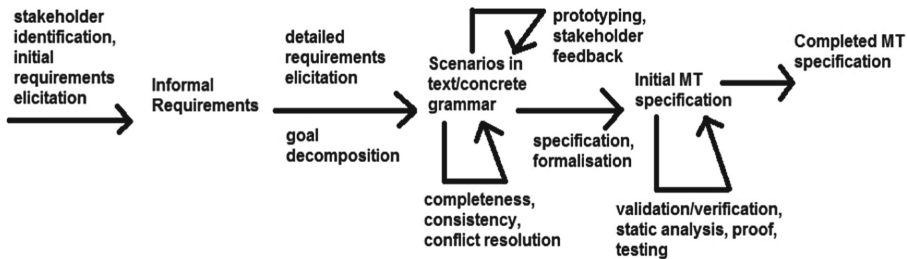 stakeholder
identification,
initial
requirements
elicitation
Informal
Requirements
detailed
requirements
elicitation
goal
decomposition
prototyping,
stakeholder
feedback
Scenarios in
text/concrete
grammar
completeness,
consistency,
conflict resolution
specification,
formalisation
Initial MT
specification
validation/verification,
static analysis, proof,
testing
Completed MT
specification